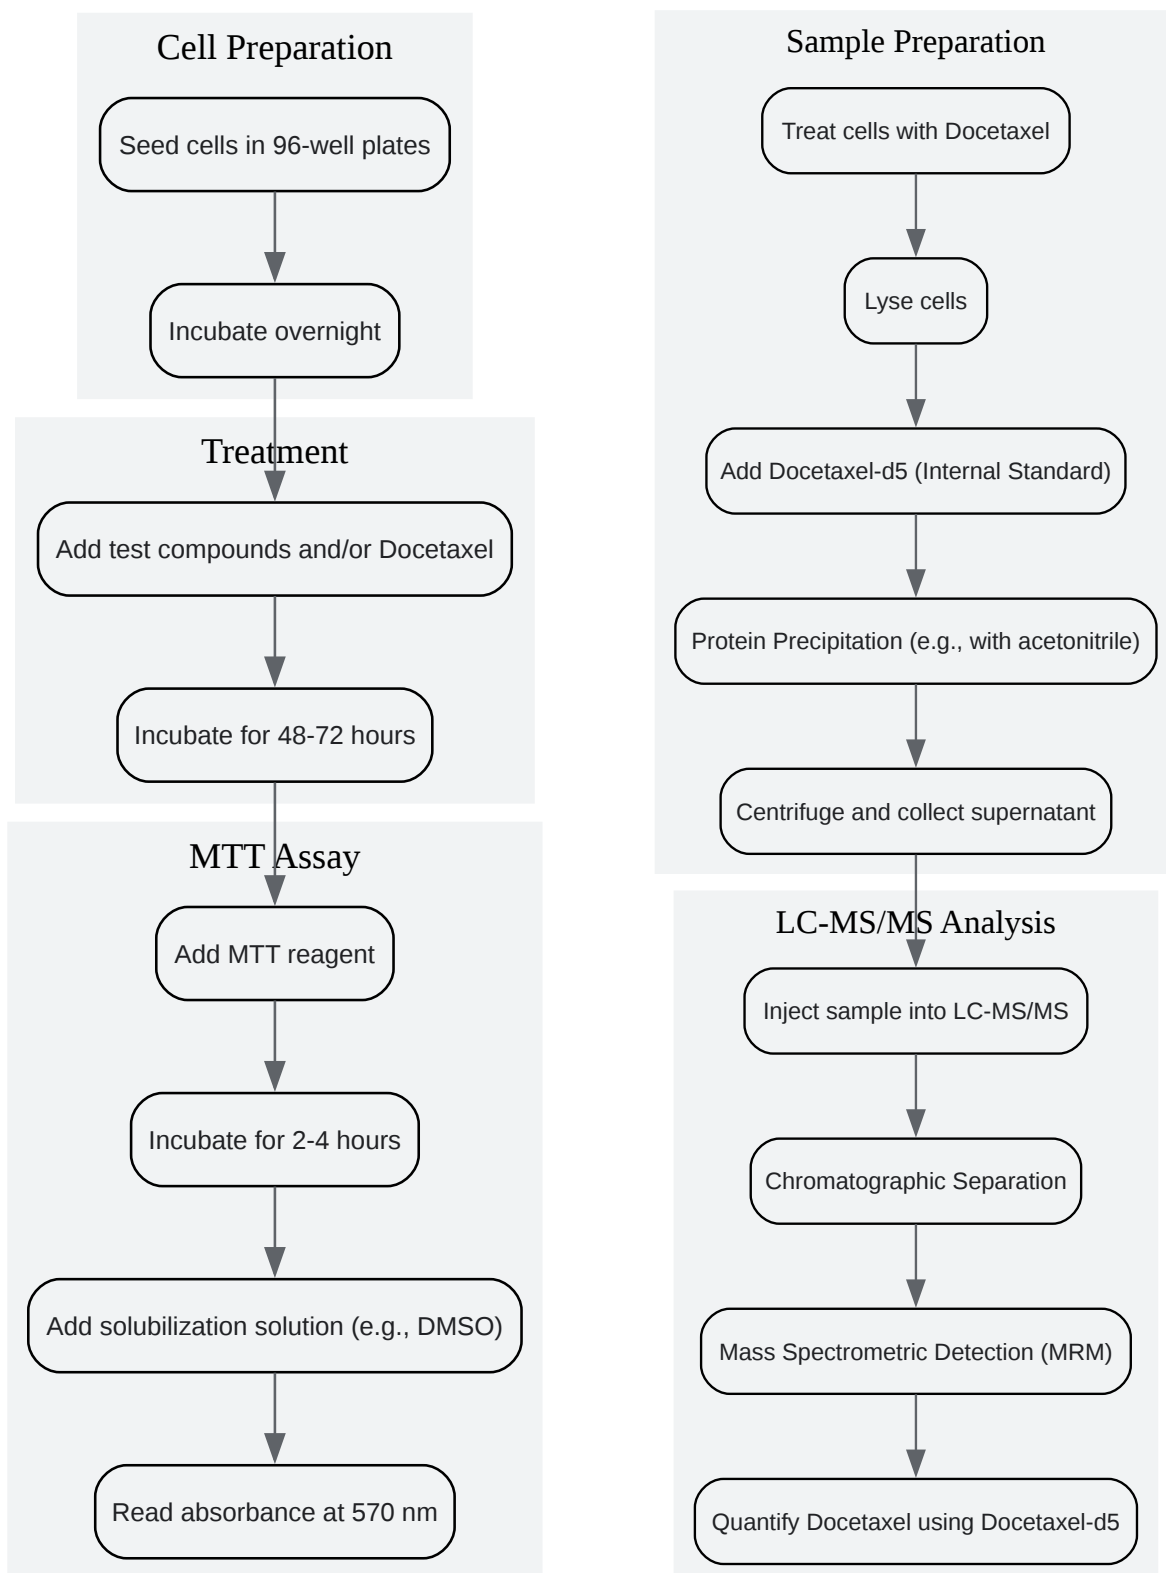 Cell Preparation
Seed cells in 96-well plates
Incubate overnight
Treatment
Add test compounds and/or Docetaxel
Incubate for 48-72 hours
MTT Assay
Add MTT reagent
Incubate for 2-4 hours
Add solubilization solution (e.g., DMSO)
Read absorbance at 570 nm
Sample Preparation
Treat cells with Docetaxel
Lyse cells
Add Docetaxel-d5 (Internal Standard)
Protein Precipitation (e.g., with acetonitrile)
Centrifuge and collect supernatant
LC-MS/MS Analysis
Inject sample into LC-MS/MS
Chromatographic Separation
Mass Spectrometric Detection (MRM)
Quantify Docetaxel using Docetaxel-d5